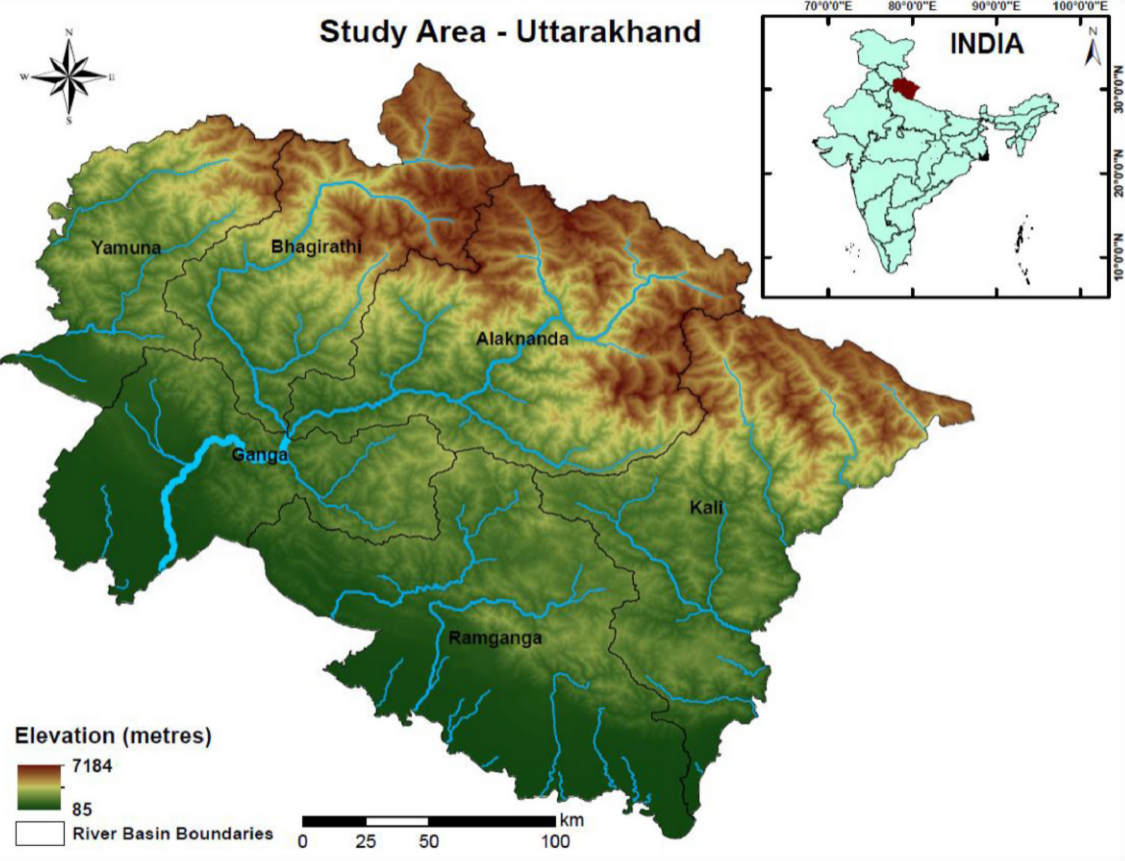 Study Area - Uttarakhand
N
W
E
S
70°0'0"E
80°0'0"E
90°0'0"E
100°0'0"E
INDIA
N
30°0'0"N
20°0'0"N
10°0'0"N
Yamuna
Bhagirathi
Alaknanda
Ganga
Kali
Ramganga
Elevation (metres)
7184
85
River Basin Boundaries
km
0 25 50 100